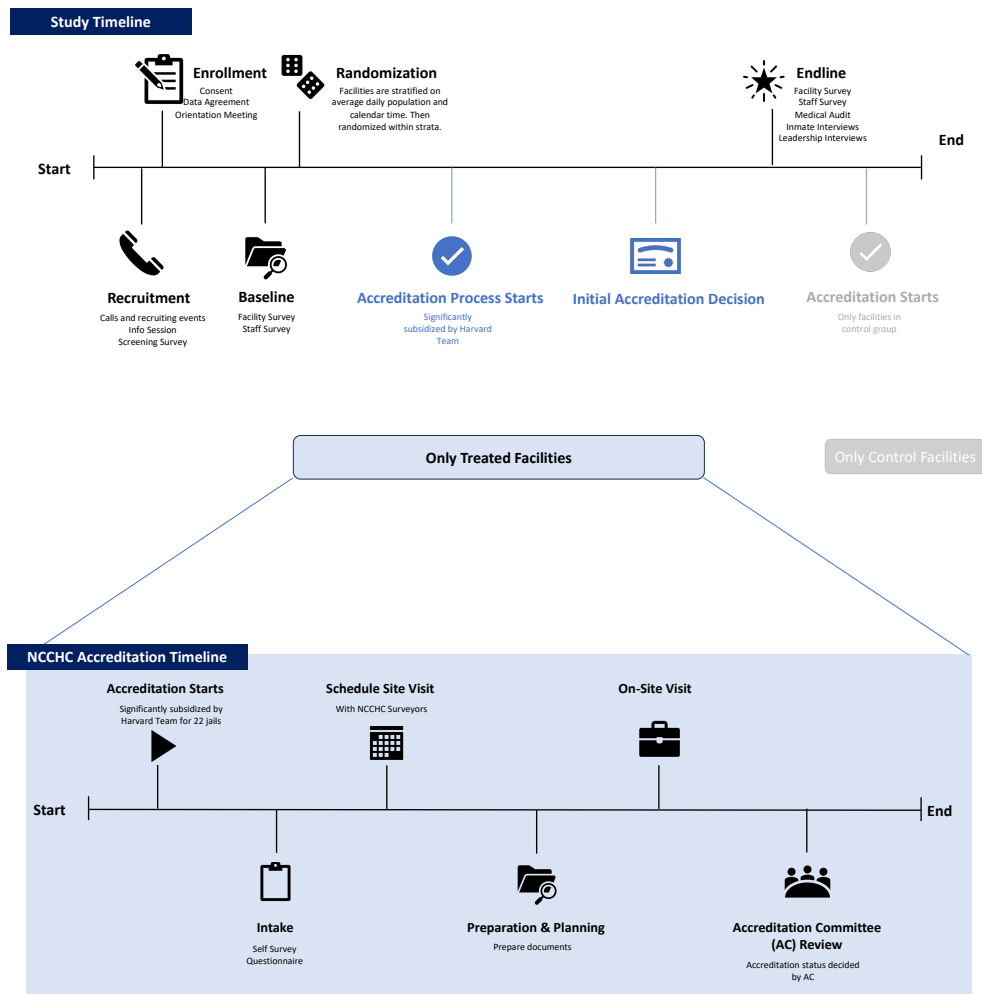 Study Timeline
Enrollment
Consent
Data Agreement
Orientation Meeting
Randomization
Facilities are stratified on
average daily population and
calendar time. Then
randomized within strata.
Endline
Facility Survey
Staff Survey
Medical Audit
Inmate Interviews
Leadership Interviews
Start
End
Recruitment
Calls and recruiting events
Info Session
Screening Survey
Baseline
Facility Survey
Staff Survey
Accreditation Process Starts
Significantly
subsidized by Harvard
Team
Initial Accreditation Decision
Accreditation Starts
Only facilities in
control group
Only Treated Facilities
Only Control Facilities
NCCHC Accreditation Timeline
Accreditation Starts
Significantly subsidized by
Harvard Team for 22 jails
Schedule Site Visit
With NCCHC Surveyors
On-Site Visit
Start
End
Intake
Self Survey
Questionnaire
Preparation & Planning
Prepare documents
Accreditation Committee
(AC) Review
Accreditation status decided
by AC